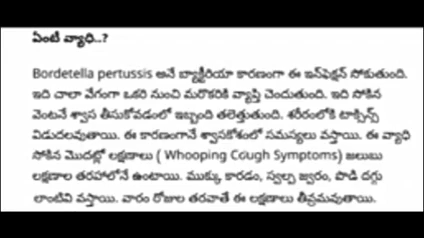 ఏంటీ వ్యాధి..?
Bordetella pertussis అనే బ్యాక్టీరియా కారణంగా ఈ ఇన్‌ఫెక్షన్ సోకుతుంది.
ఇది చాలా వేగంగా ఒకరి నుంచి మరొకరికి వ్యాప్తి చెందుతుంది. ఇది సోకిన
వెంటనే శ్వాస తీసుకోవడంలో ఇబ్బంది తలెత్తుతుంది. శరీరంలోకి టాక్సిన్స్
విడుదలవుతాయి. ఈ కారణంగానే శ్వాసకోశంలో సమస్యలు వస్తాయి. ఈ వ్యాధి
సోకిన మొదట్లో లక్షణాలు ( Whooping Cough Symptoms) జలుబు
లక్షణాల తరహాలోనే ఉంటాయి. ముక్కు కారడం, స్వల్ప జ్వరం, పొడి దగ్గు
లాంటివి వస్తాయి. వారం రోజుల తరవాతే ఈ లక్షణాలు తీవ్రమవుతాయి.